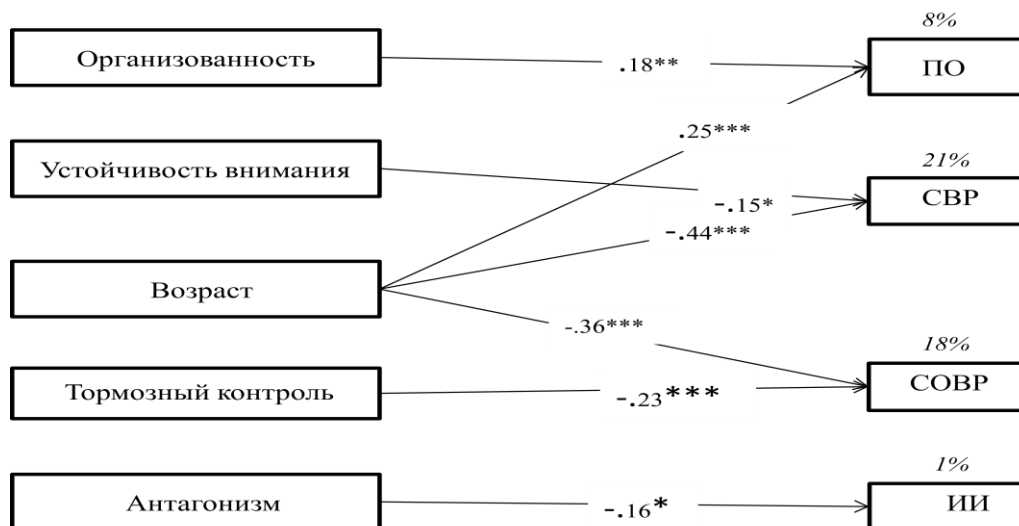 8%
Организованность
.18**
ПО
.25***
Устойчивость внимания
21%
-.15*
СВР
-.44***
Возраст
-.36***
18%
Тормозный контроль
-.23***
СОВР
1%
Антагонизм
-.16*
ИИ